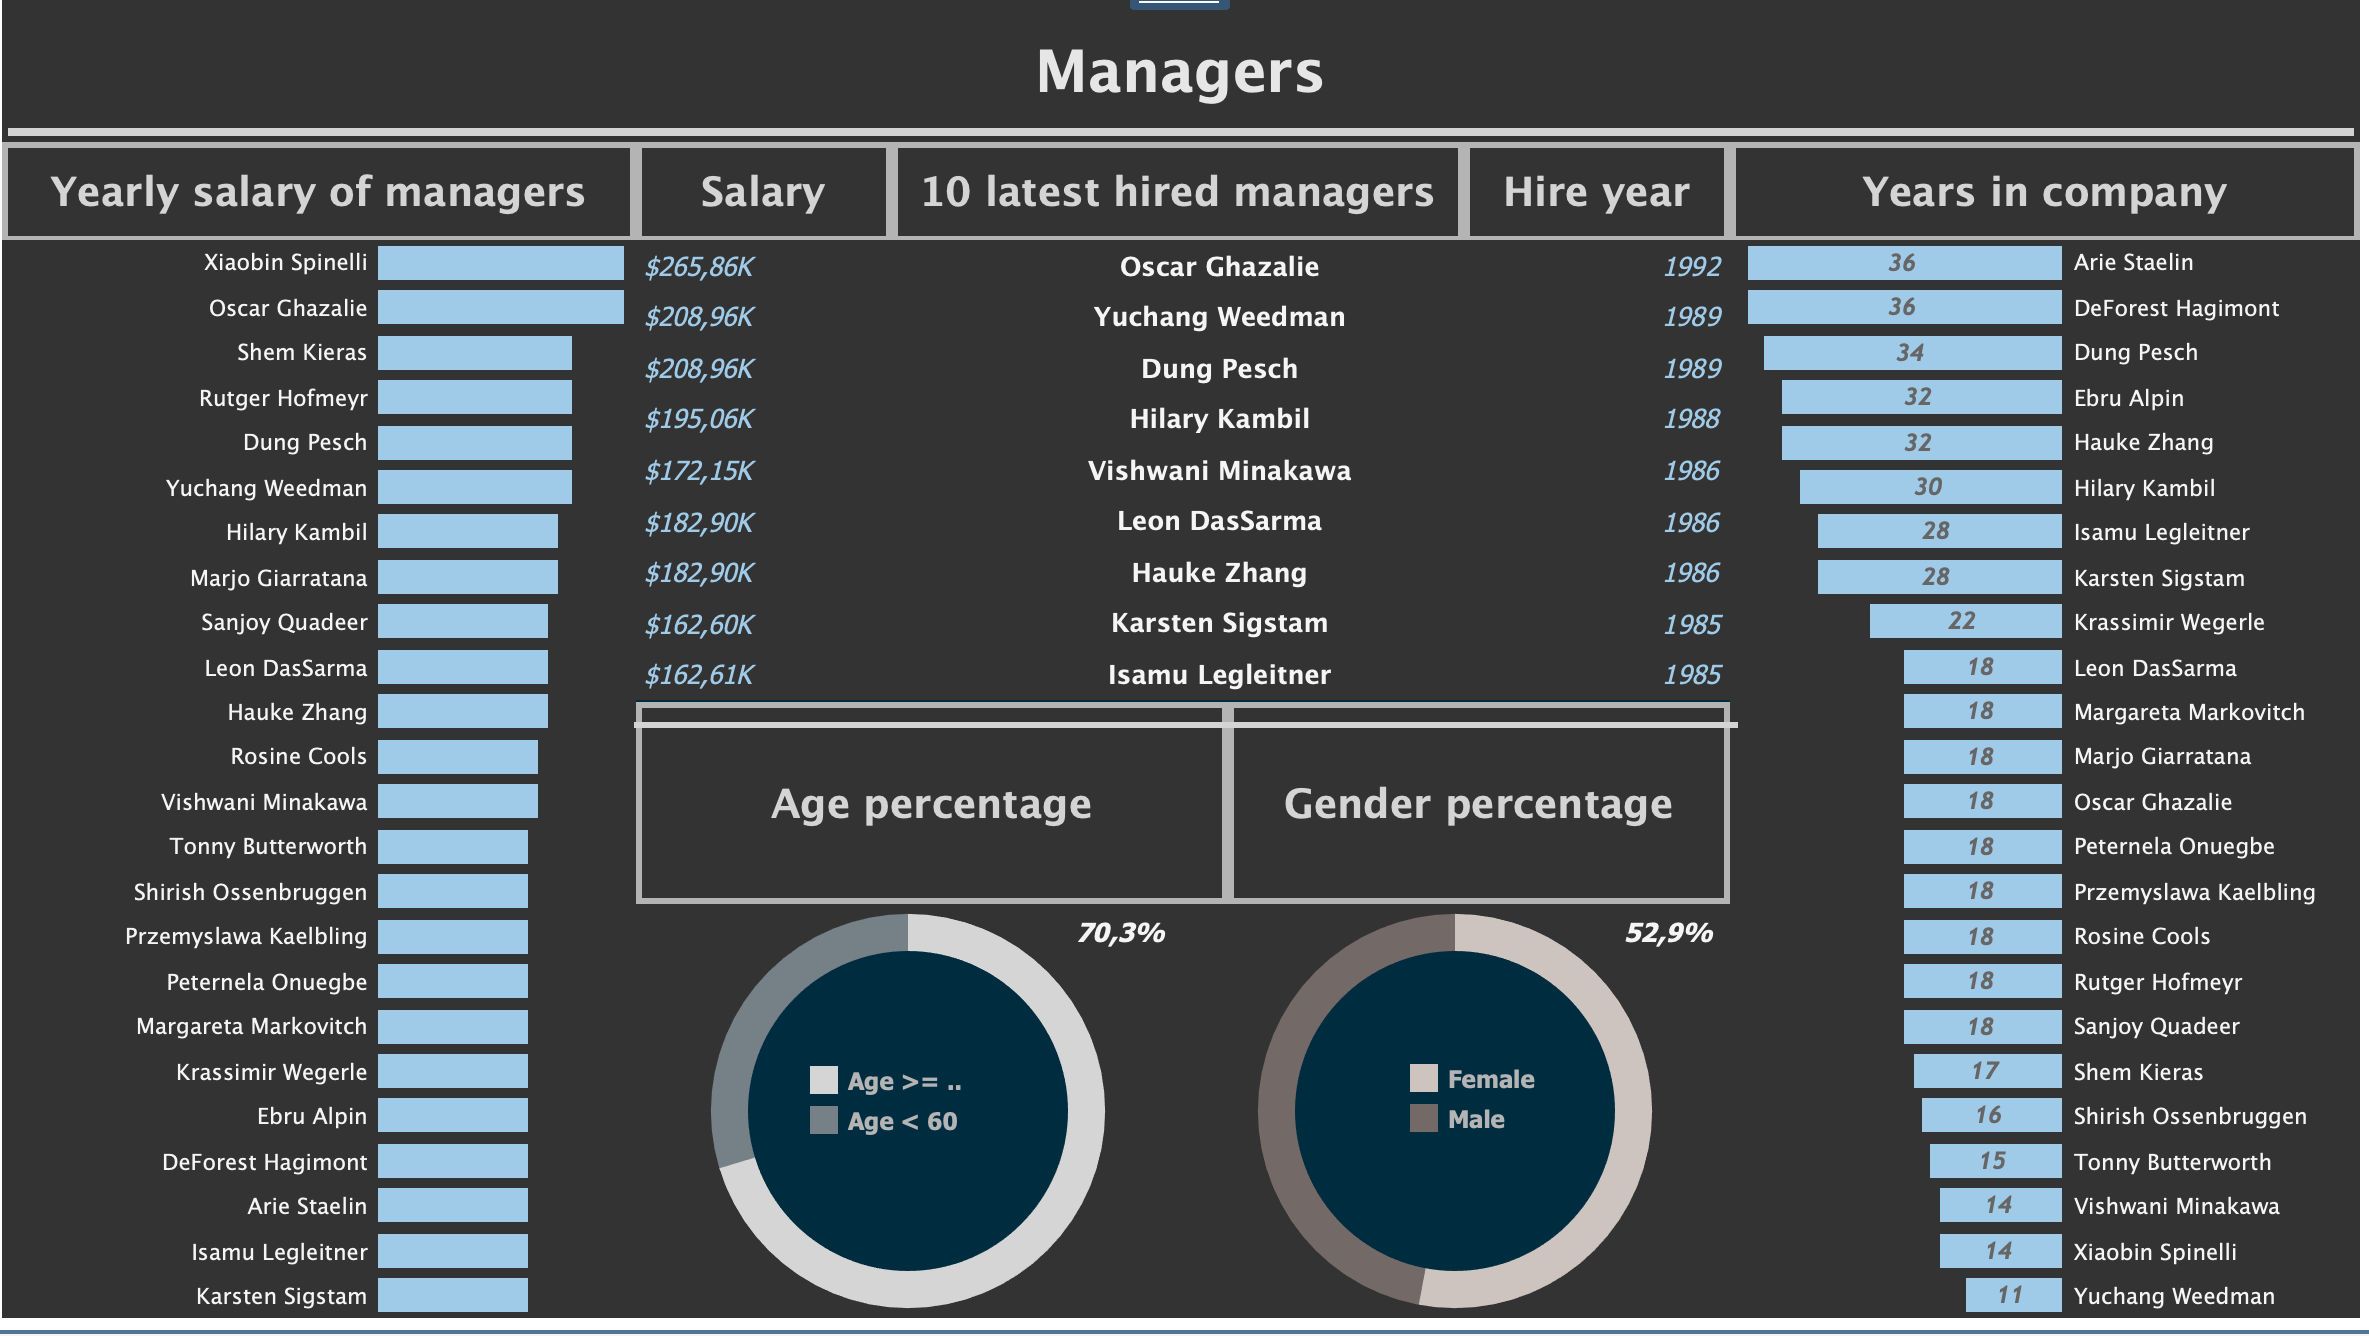 Managers
Yearly salary of managers
Salary
10 latest hired managers
Hire year
Years in company
Xiaobin Spinelli
Oscar Ghazalie
Shem Kieras
Rutger Hofmeyr
Dung Pesch
Yuchang Weedman
Hilary Kambil
Marjo Giarratana
Sanjoy Quadeer
Leon DasSarma
Hauke Zhang
Rosine Cools
Vishwani Minakawa
Tonny Butterworth
Shirish Ossenbruggen
Przemyslawa Kaelbling
Peternela Onuegbe
Margareta Markovitch
Krassimir Wegerle
Ebru Alpin
DeForest Hagimont
Arie Staelin
Isamu Legleitner
Karsten Sigstam
$265,86K Oscar Ghazalie 1992
$208,96K Yuchang Weedman 1989
$208,96K Dung Pesch 1989
$195,06K Hilary Kambil 1988
$172,15K Vishwani Minakawa 1986
$182,90K Leon DasSarma 1986
$182,90K Hauke Zhang 1986
$162,60K Karsten Sigstam 1985
$162,61K Isamu Legleitner 1985
Age percentage
Gender percentage
70,3%
Age >= ..
Age < 60
52,9%
Female
Male
36 Arie Staelin
36 DeForest Hagimont
34 Dung Pesch
32 Ebru Alpin
32 Hauke Zhang
30 Hilary Kambil
28 Isamu Legleitner
28 Karsten Sigstam
22 Krassimir Wegerle
18 Leon DasSarma
18 Margareta Markovitch
18 Marjo Giarratana
18 Oscar Ghazalie
18 Peternela Onuegbe
18 Przemyslawa Kaelbling
18 Rosine Cools
18 Rutger Hofmeyr
18 Sanjoy Quadeer
17 Shem Kieras
16 Shirish Ossenbruggen
15 Tonny Butterworth
14 Vishwani Minakawa
14 Xiaobin Spinelli
11 Yuchang Weedman